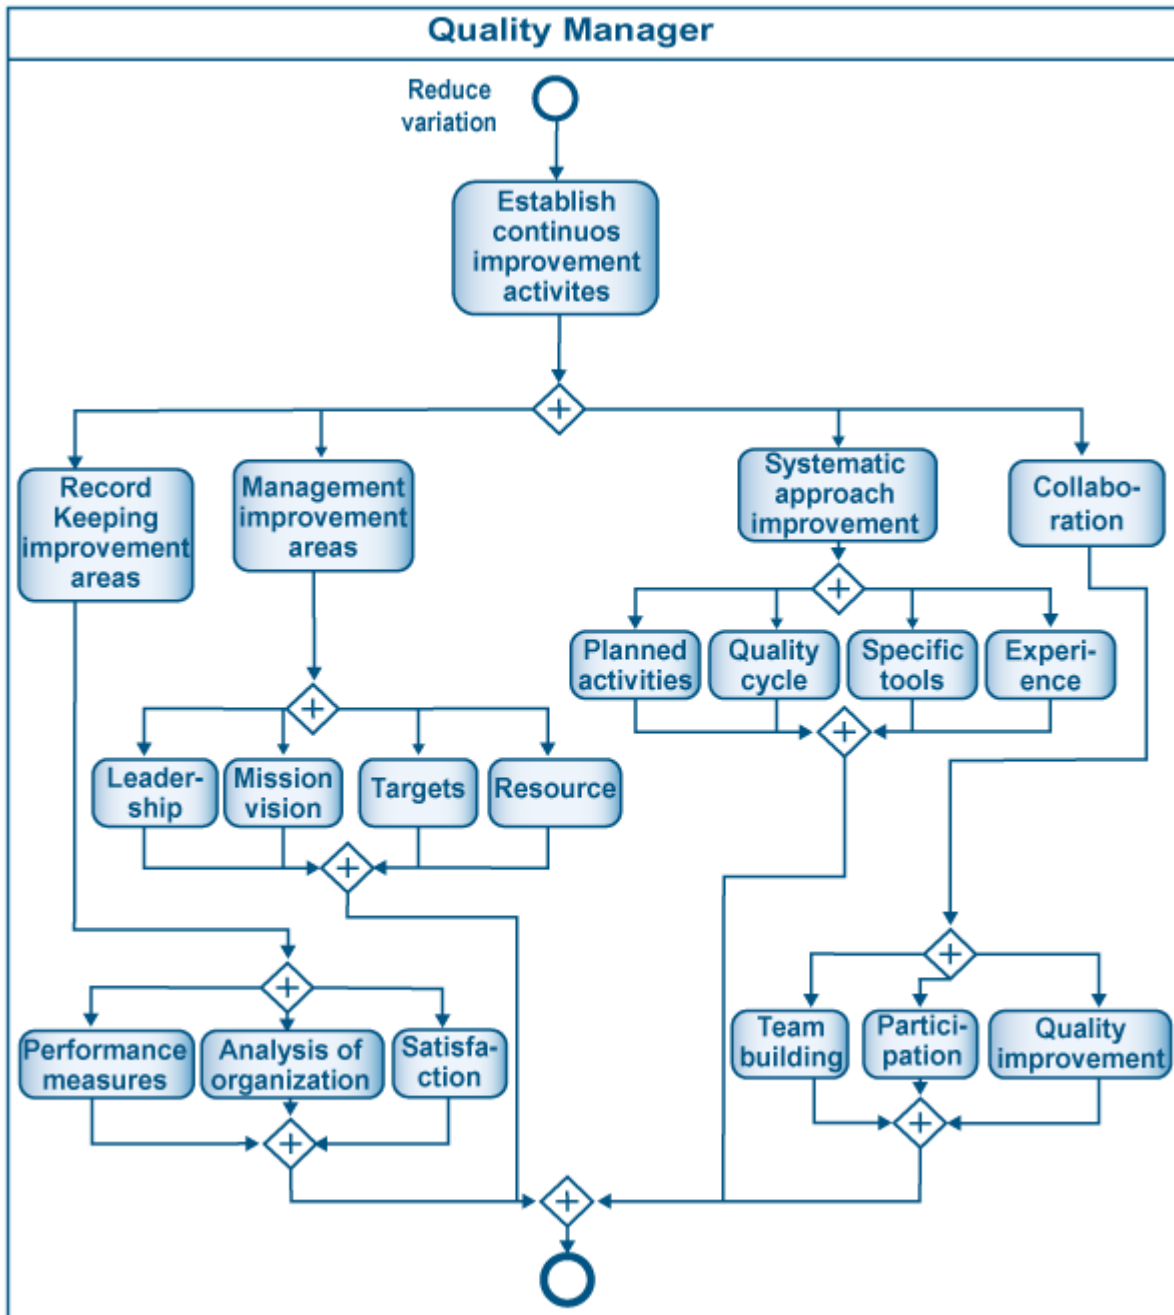 Quality Manager
Reduce
variation
Establish
continuos
improvement
activites
Record
Keeping
improvement
areas
Management
improvement
areas
Systematic
approach
improvement
Collabo-
ration
Planned
activities
Quality
cycle
Specific
tools
Experi-
ence
Leader-
ship
Mission
vision
Targets
Resource
Performance
measures
Analysis of
organization
Satisfa-
ction
Team
building
Partici-
pation
Quality
improvement